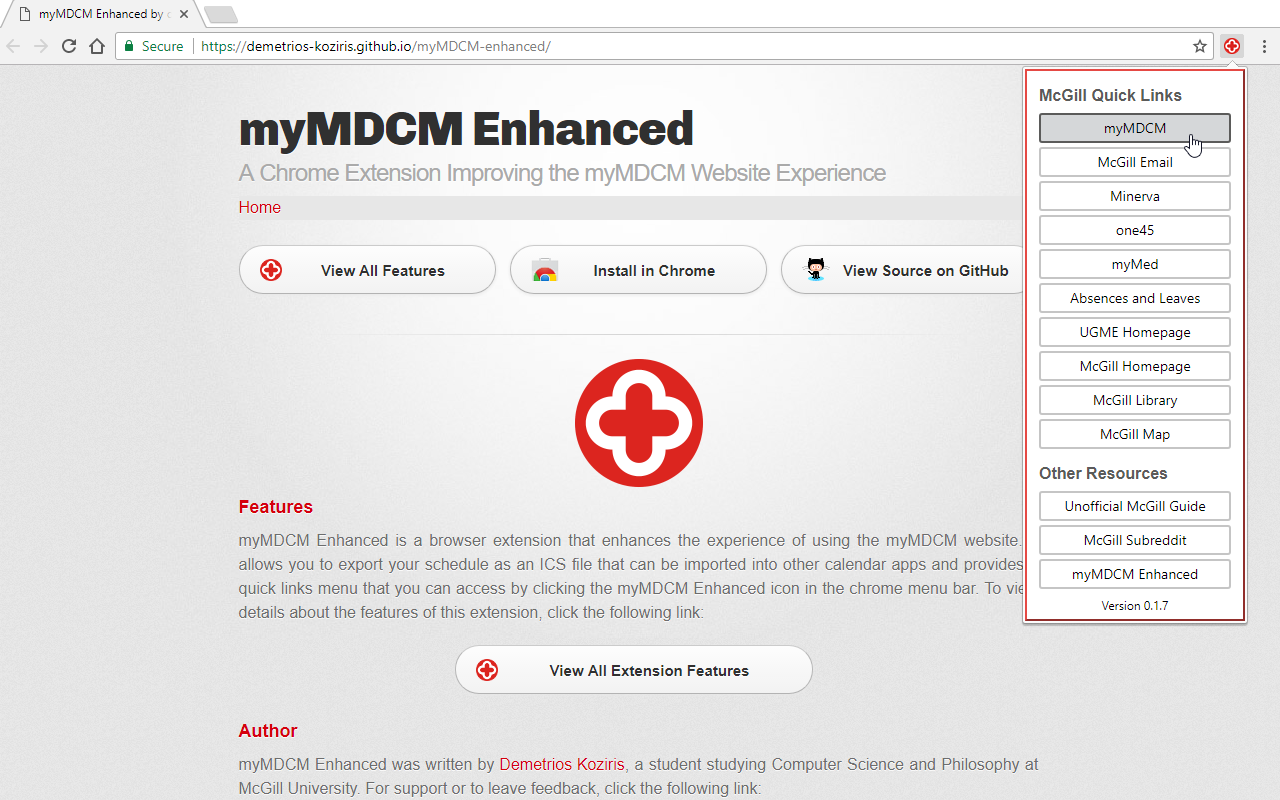 myMDCM Enhanced by
Secure
https://demetrios-koziris.github.io/myMDCM-enhanced/
myMDCM Enhanced
A Chrome Extension Improving the myMDCM Website Experience
Home
View All Features
Install in Chrome
View Source on GitHub
Features
myMDCM Enhanced is a browser extension that enhances the experience of using the myMDCM website.
allows you to export your schedule as an ICS file that can be imported into other calendar apps and provides
quick links menu that you can access by clicking the myMDCM Enhanced icon in the chrome menu bar. To
details about the features of this extension, click the following link:
View All Extension Features
Author
myMDCM Enhanced was written by Demetrios Koziris, a student studying Computer Science and Philosophy at
McGill University. For support or to leave feedback, click the following link:
McGill Quick Links
myMDCM
McGill Email
Minerva
one45
myMed
Absences and Leaves
UGME Homepage
McGill Homepage
McGill Library
McGill Map
Other Resources
Unofficial McGill Guide
McGill Subreddit
myMDCM Enhanced
Version 0.1.7